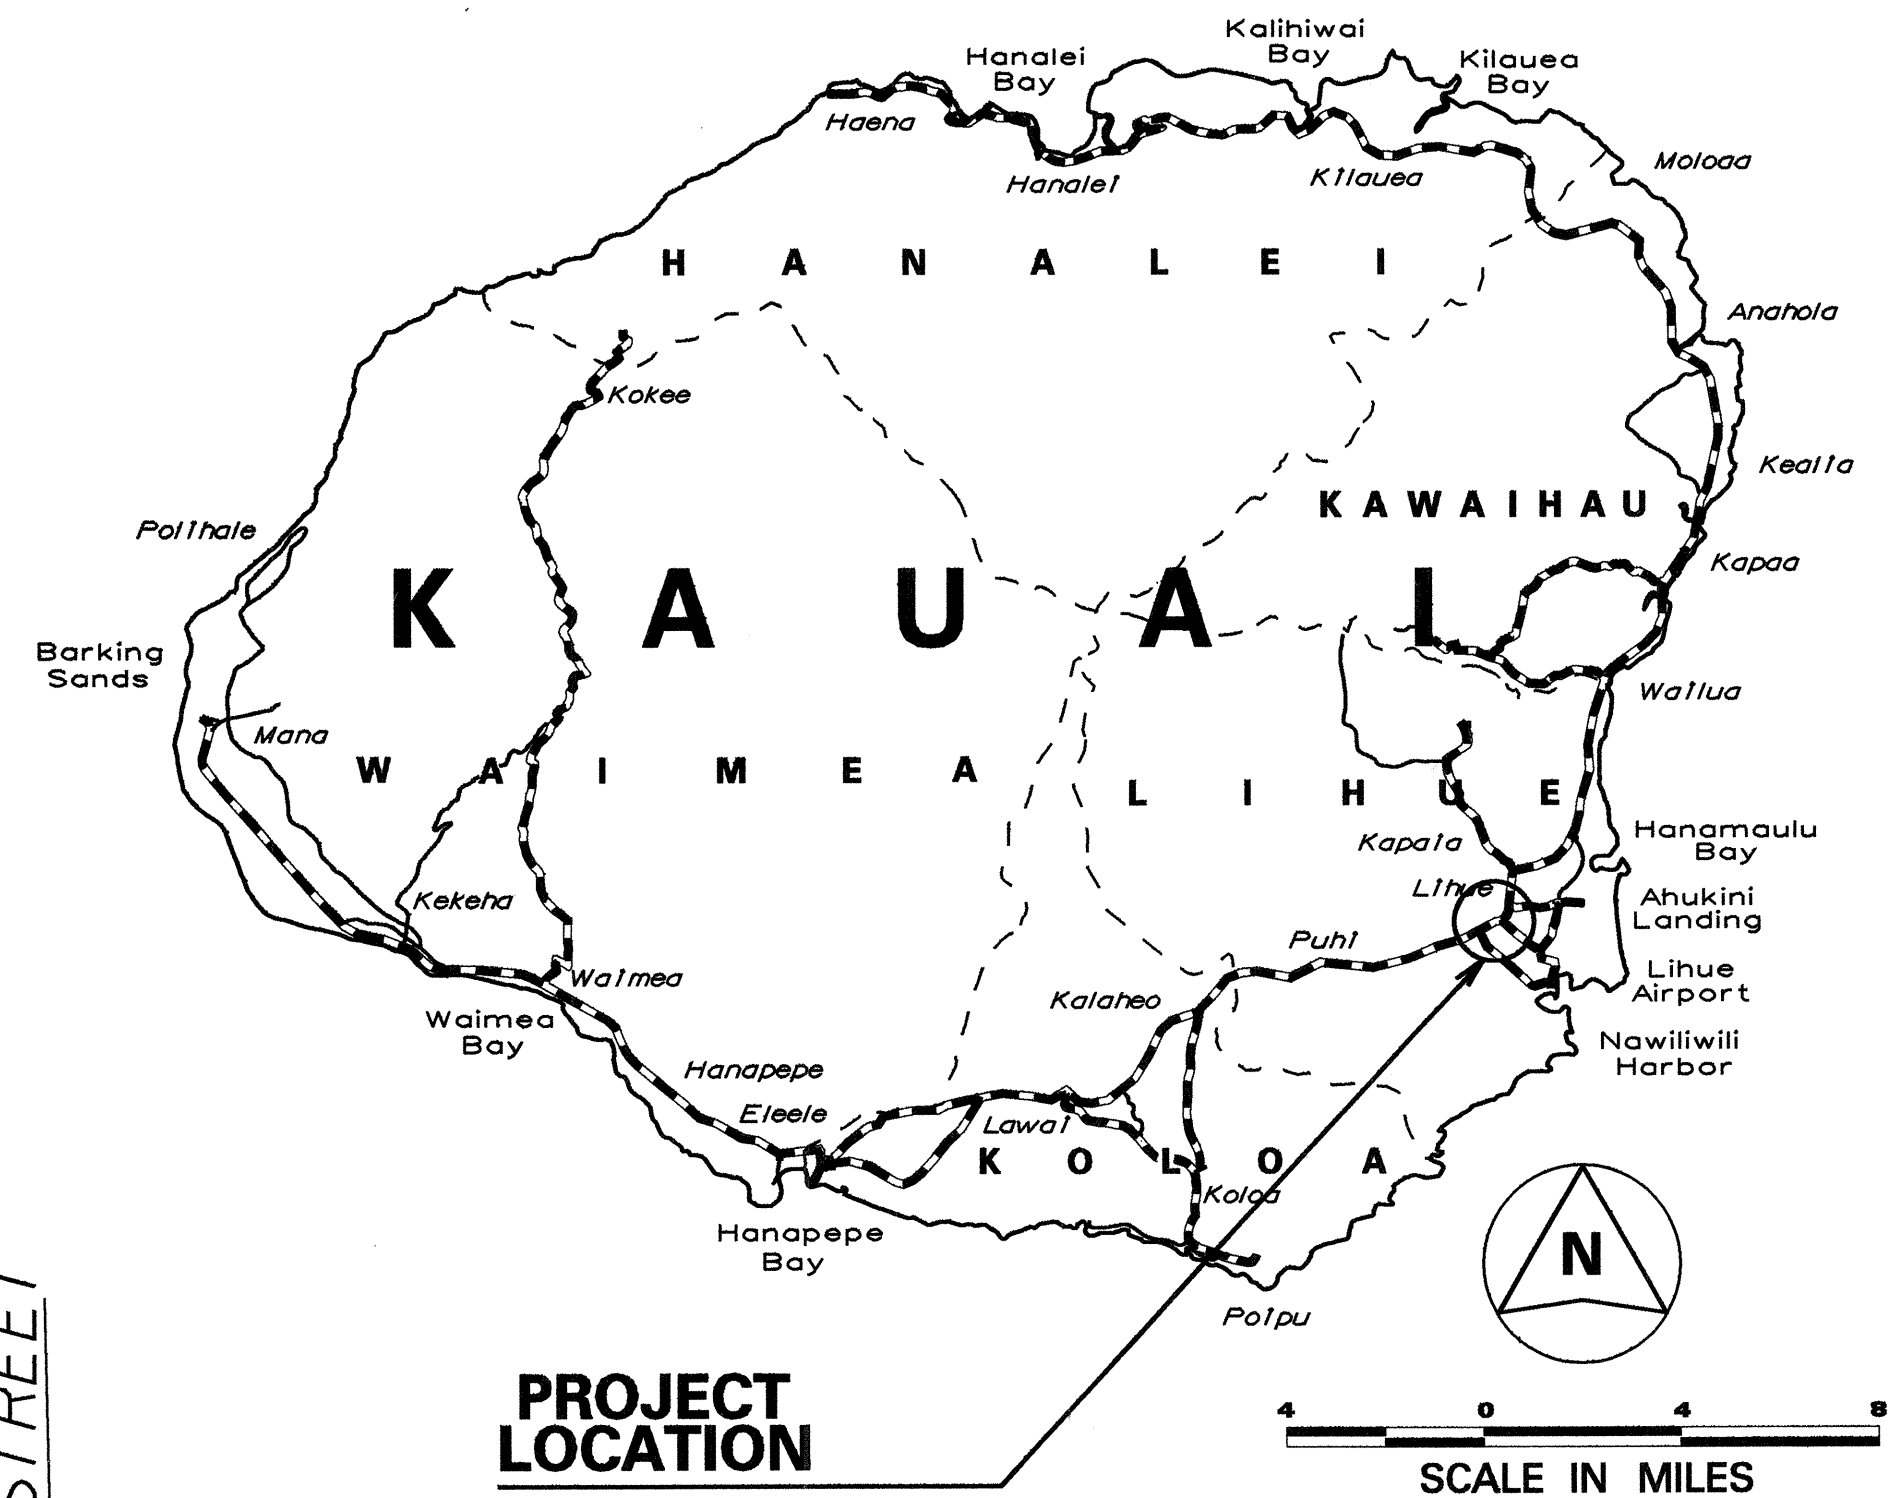 Kalihiwai
Bay
Hanalei
Bay
Kilauea
Bay
Haena
Hanalei
Kilauea
Moloaa
HANALEI
Anahola
Kokee
Kealia
KAWAIHAU
Polihale
Kapaa
KAUAI
Barking
Sands
Wailua
Mana
WAIMEA
LIHUE
Hanamaulu
Bay
Kapaia
Lihue
Kekeha
Ahukini
Landing
Puhi
Waimea
Lihue
Airport
Kalaheo
Waimea
Bay
Nawiliwili
Harbor
Hanapepe
Eleele
Lawai
KOLOA
Koloa
Hanapepe
Bay
N
Poipu
STREET
PROJECT
LOCATION
4 0 4 8
SCALE IN MILES